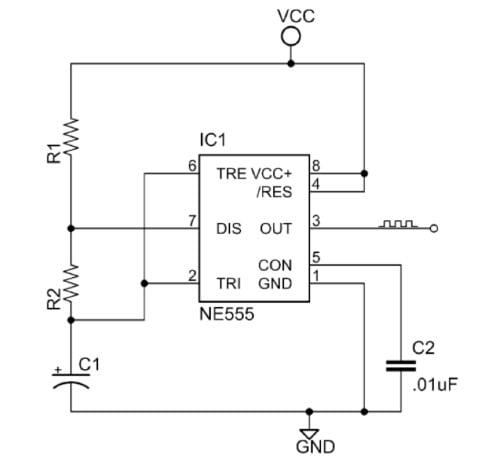 VCC
IC1
R1
6 TRE VCC+ 8
/RES 4
7 DIS OUT 3
CON 5
R2
2 TRI GND 1
NE555
C1
+
C2
.01uF
GND